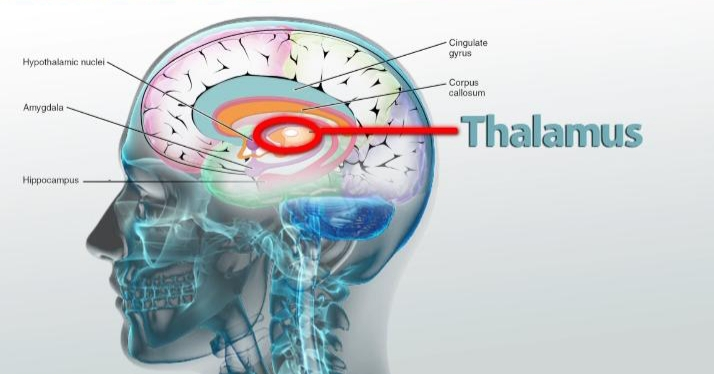 Cingulate
gyrus
Hypothalamic nuclei
Corpus
callosum
Amygdala
Thalamus
Hippocampus